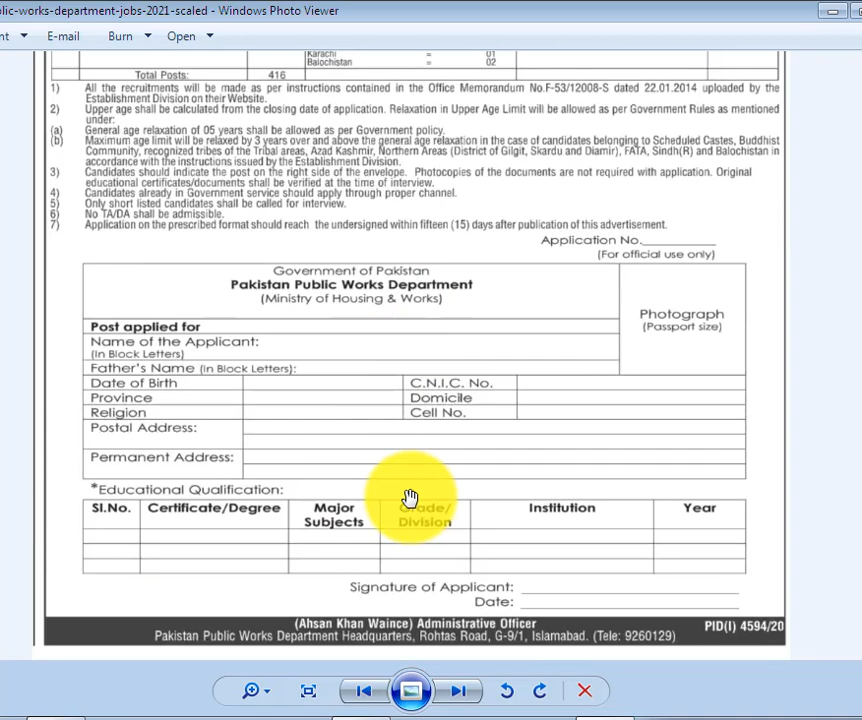 lic-works-department-jobs-2021-scaled - Windows Photo Viewer
nt E-mail Burn Open
Karachi = 01
Balochistan = 02
Total Posts: 416
1) All the recruitments will be made as per instructions contained in the Office Memorandum No.F-53/12008-S dated 22.01.2014 uploaded by the
Establishment Division on their Website.
2) Upper age shall be calculated from the closing date of application. Relaxation in Upper Age Limit will be allowed as per Government Rules as mentioned
under:
(a) General age relaxation of 05 years shall be allowed as per Government policy.
(b) Maximum age limit will be relaxed by 3 years over and above the general age relaxation in the case of candidates belonging to Scheduled Castes, Buddhist
Community, recognized tribes of the Tribal areas, Azad Kashmir, Northern Areas (District of Gilgit, Skardu and Diamir), FATA, Sindh(R) and Balochistan in
accordance with the instructions issued by the Establishment Division.
3) Candidates should indicate the post on the right side of the envelope. Photocopies of the documents are not required with application. Original
educational certificates/documents shall be verified at the time of interview.
4) Candidates already in Government service should apply through proper channel.
5) Only short listed candidates shall be called for interview.
6) No TA/DA shall be admissible.
7) Application on the prescribed format should reach the undersigned within fifteen (15) days after publication of this advertisement.
Application No.
(For official use only)
Government of Pakistan
Pakistan Public Works Department
(Ministry of Housing & Works)
Photograph
(Passport size)
Post applied for
Name of the Applicant:
(In Block Letters)
Father's Name (In Block Letters):
Date of Birth C.N.I.C. No.
Province Domicile
Religion Cell No.
Postal Address:
Permanent Address:
*Educational Qualification:
Sl.No. Certificate/Degree Major Subjects Grade/ Division Institution Year
Signature of Applicant:
Date:
(Ahsan Khan Waince) Administrative Officer PID(I) 4594/20
Pakistan Public Works Department Headquarters, Rohtas Road, G-9/1, Islamabad. (Tele: 9260129)